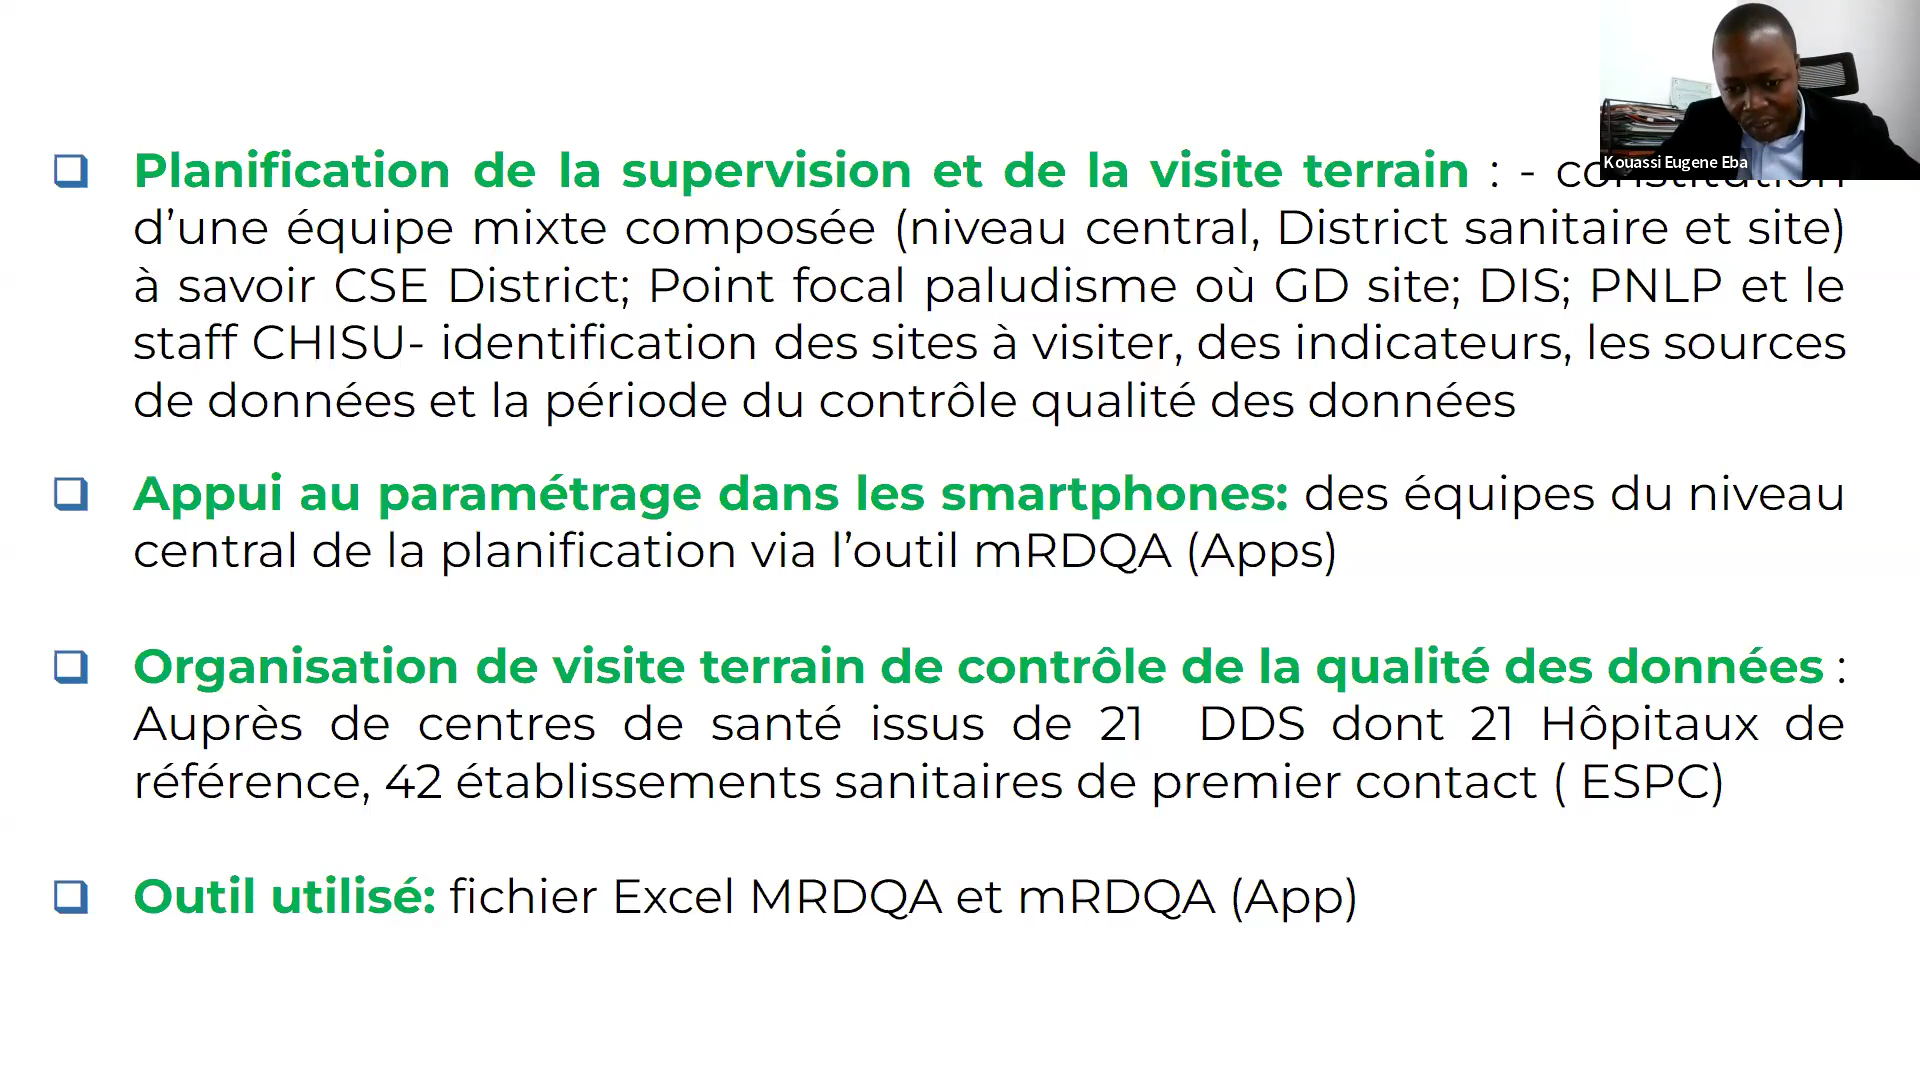 Planification de la supervision et de la visite terrain : - constitution
d’une équipe mixte composée (niveau central, District sanitaire et site)
à savoir CSE District; Point focal paludisme où GD site; DIS; PNLP et le
staff CHISU- identification des sites à visiter, des indicateurs, les sources
de données et la période du contrôle qualité des données
Appui au paramétrage dans les smartphones: des équipes du niveau
central de la planification via l’outil mRDQA (Apps)
Organisation de visite terrain de contrôle de la qualité des données :
Auprès de centres de santé issus de 21 DDS dont 21 Hôpitaux de
référence, 42 établissements sanitaires de premier contact ( ESPC)
Outil utilisé: fichier Excel MRDQA et mRDQA (App)
Kouassi Eugene Eba